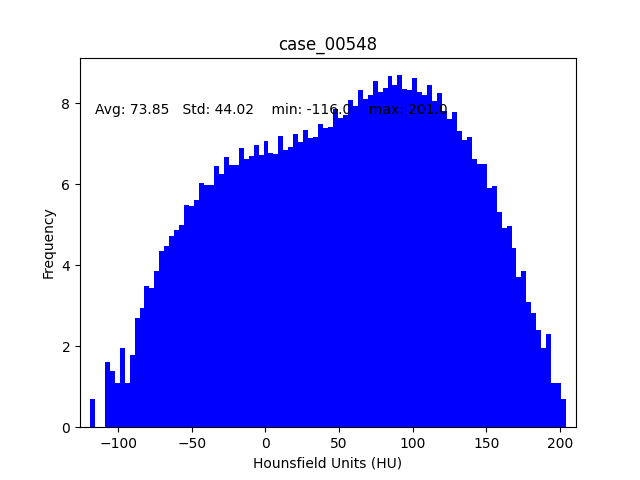 case_00548
Avg: 73.85 Std: 44.02 min: -116.0 max: 201.0
8
6
4
2
0
Frequency
−100 −50 0 50 100 150 200
Hounsfield Units (HU)